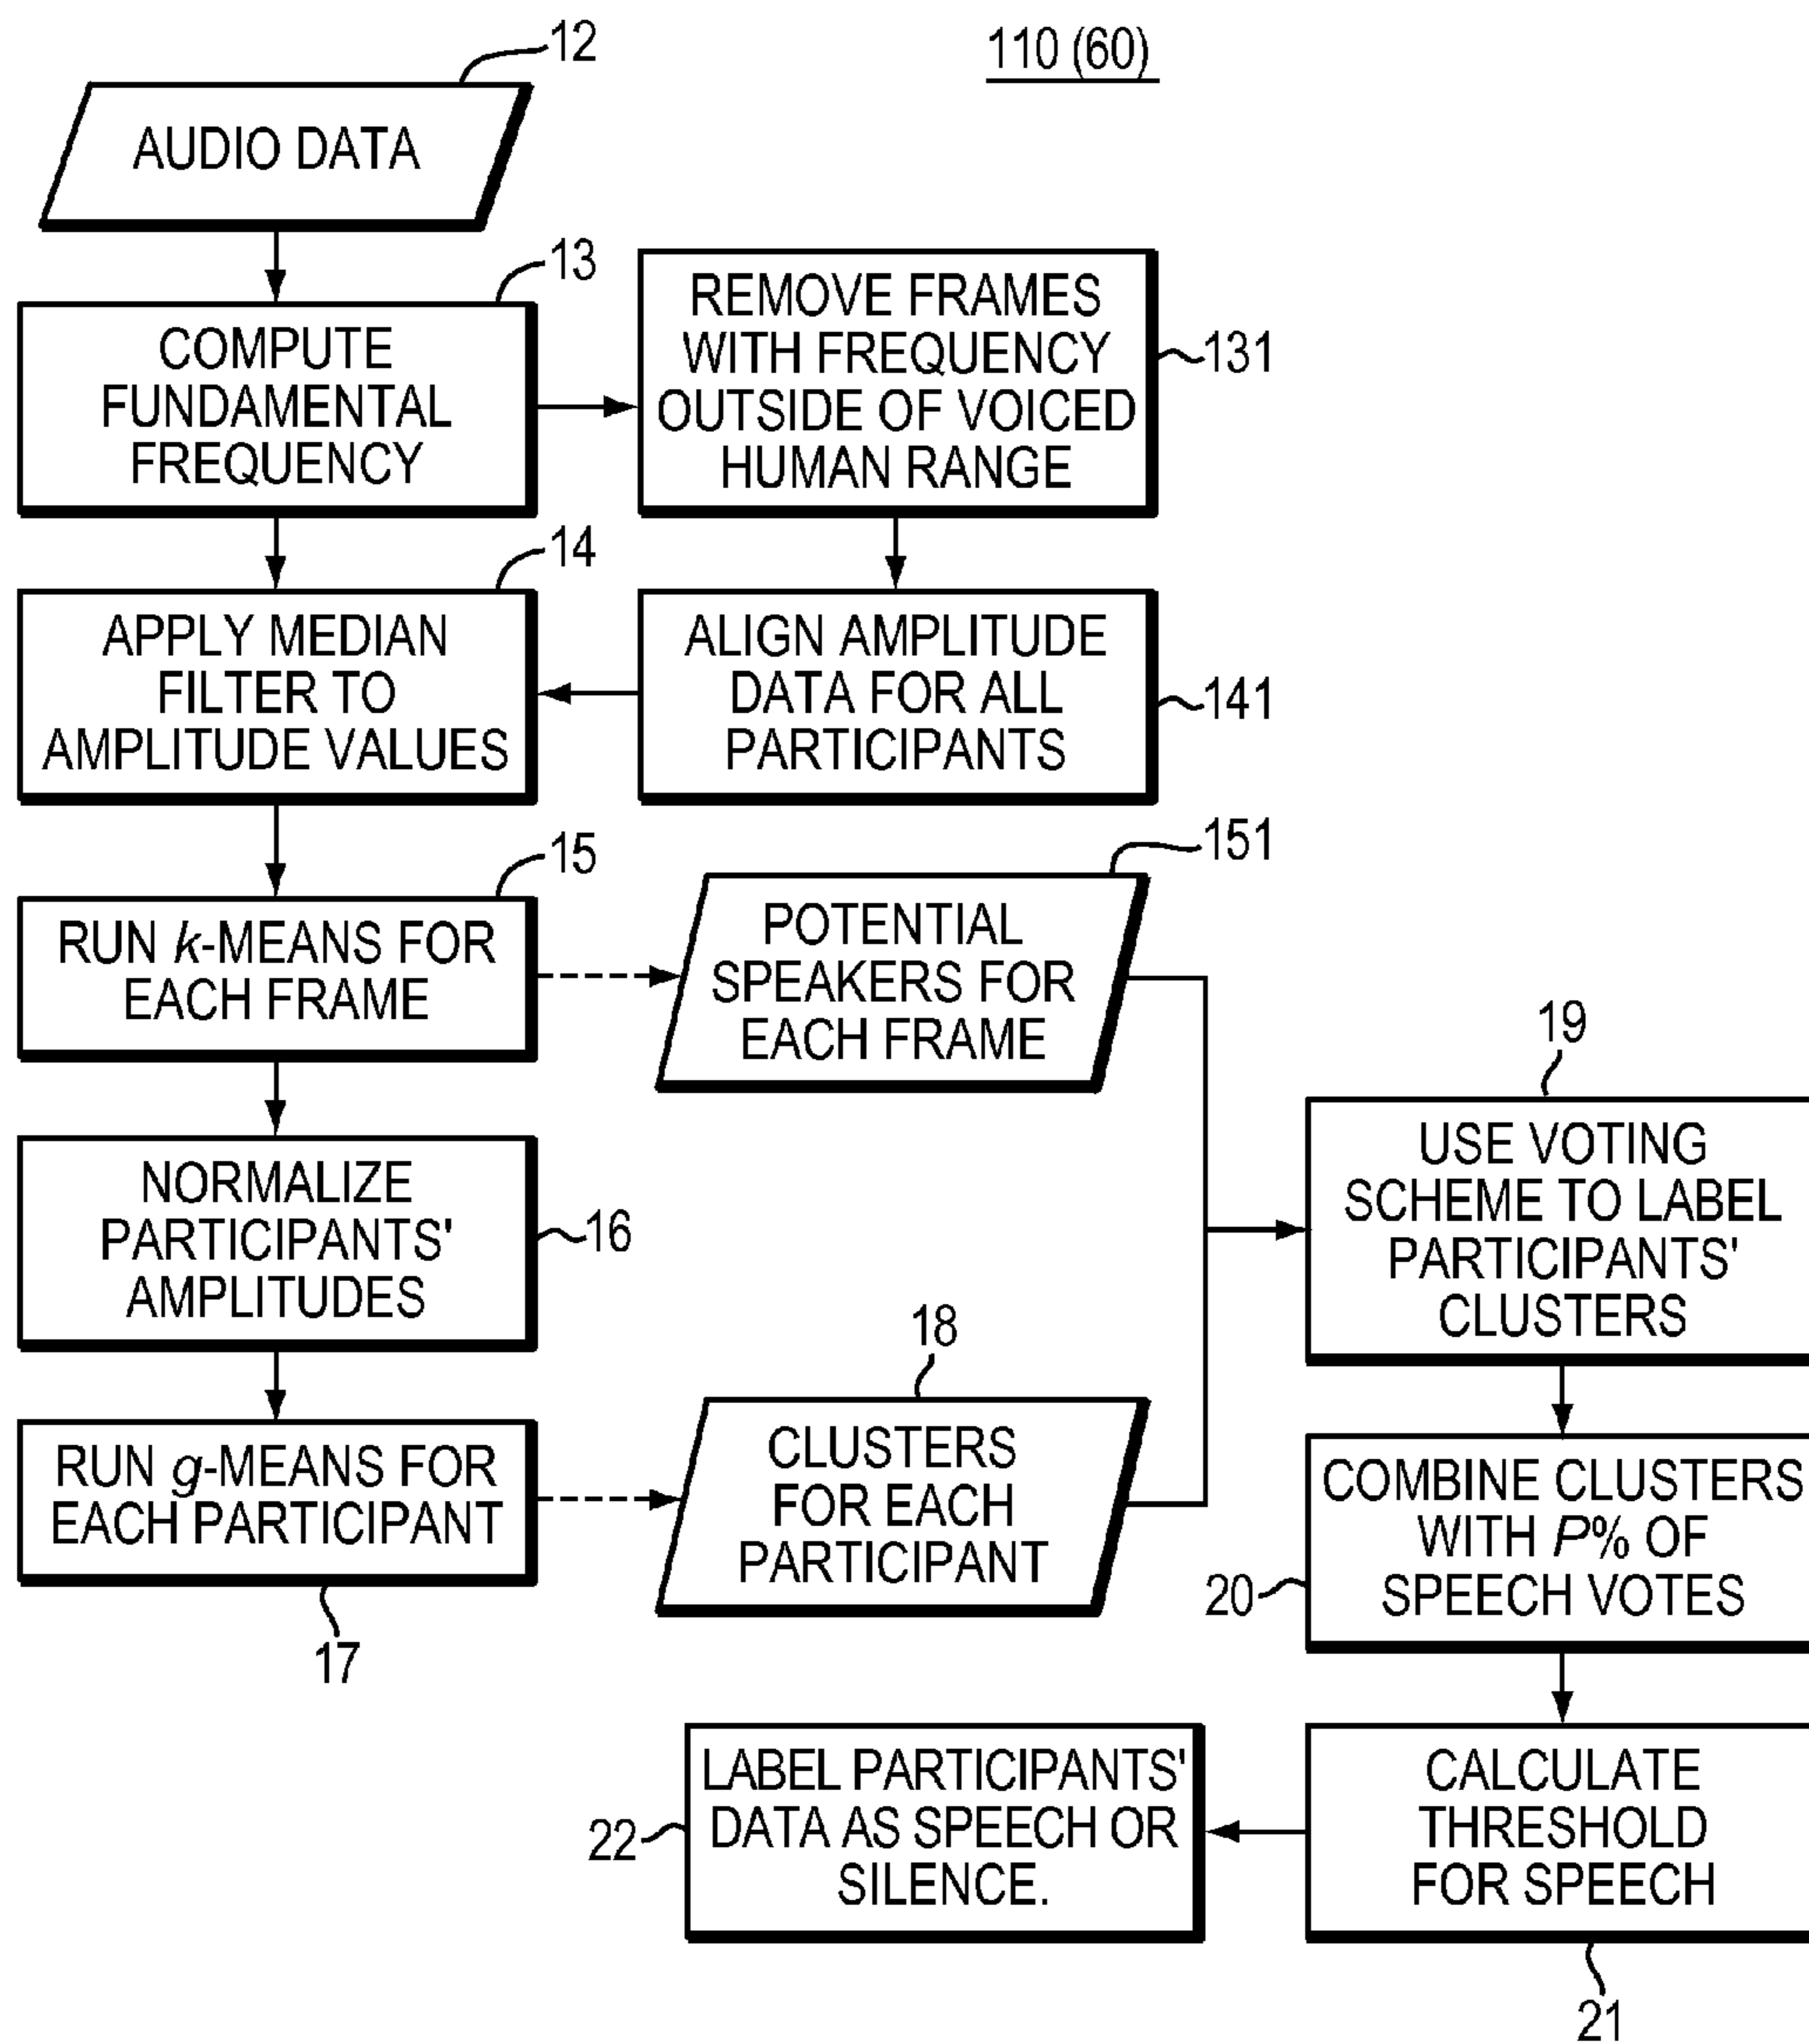 12
110 (60)
AUDIO DATA
13
COMPUTE
FUNDAMENTAL
FREQUENCY
REMOVE FRAMES
WITH FREQUENCY
OUTSIDE OF VOICED
HUMAN RANGE
131
14
APPLY MEDIAN
FILTER TO
AMPLITUDE VALUES
ALIGN AMPLITUDE
DATA FOR ALL
PARTICIPANTS
141
15
RUN k-MEANS FOR
EACH FRAME
151
POTENTIAL
SPEAKERS FOR
EACH FRAME
NORMALIZE
PARTICIPANTS'
AMPLITUDES
16
RUN g-MEANS FOR
EACH PARTICIPANT
17
18
CLUSTERS
FOR EACH
PARTICIPANT
19
USE VOTING
SCHEME TO LABEL
PARTICIPANTS'
CLUSTERS
COMBINE CLUSTERS
WITH P% OF
SPEECH VOTES
20
CALCULATE
THRESHOLD
FOR SPEECH
21
LABEL PARTICIPANTS'
DATA AS SPEECH OR
SILENCE.
22